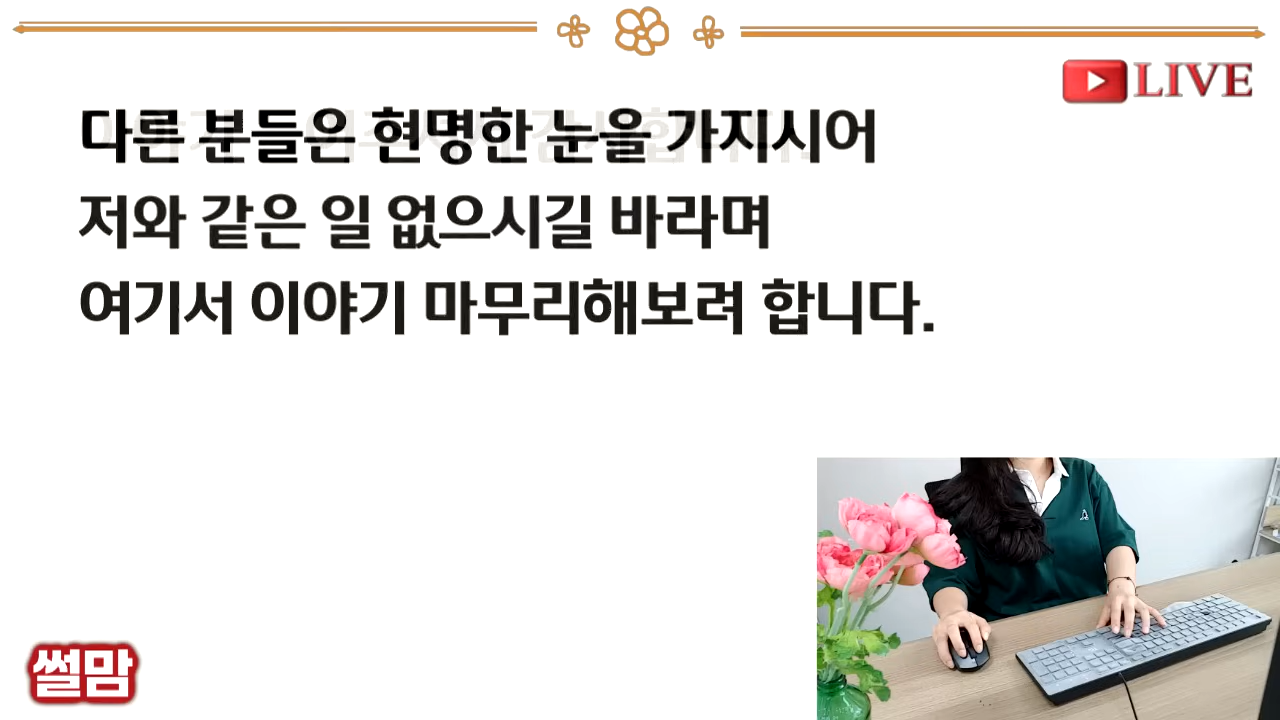 LIVE
다른 분들은 현명한 눈을 가지시어
저와 같은 일 없으시길 바라며
여기서 이야기 마무리해보려 합니다.
썰맘